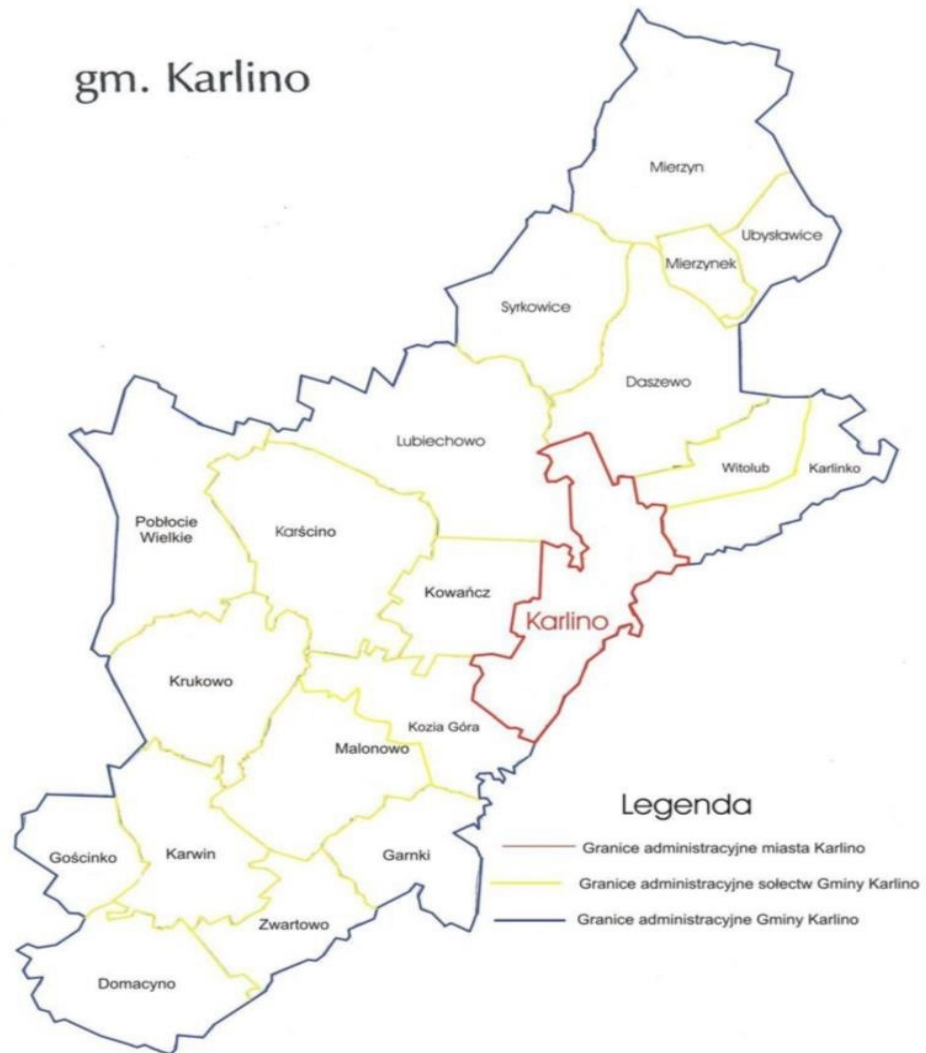 gm. Karlino
Mierzyn
Ubysławice
Mierzynek
Syrkowice
Daszewo
Lubiechowo
Witolub
Karlinko
Pobłocie
Wielkie
Karścino
Kowańcz
Karlino
Krukowo
Kozia Góra
Malonowo
Legenda
Granice administracyjne miasta Karlino
Gościnko
Karwin
Garnki
Granice administracyjne sołectw Gminy Karlino
Granice administracyjne Gminy Karlino
Zwartowo
Domacyno